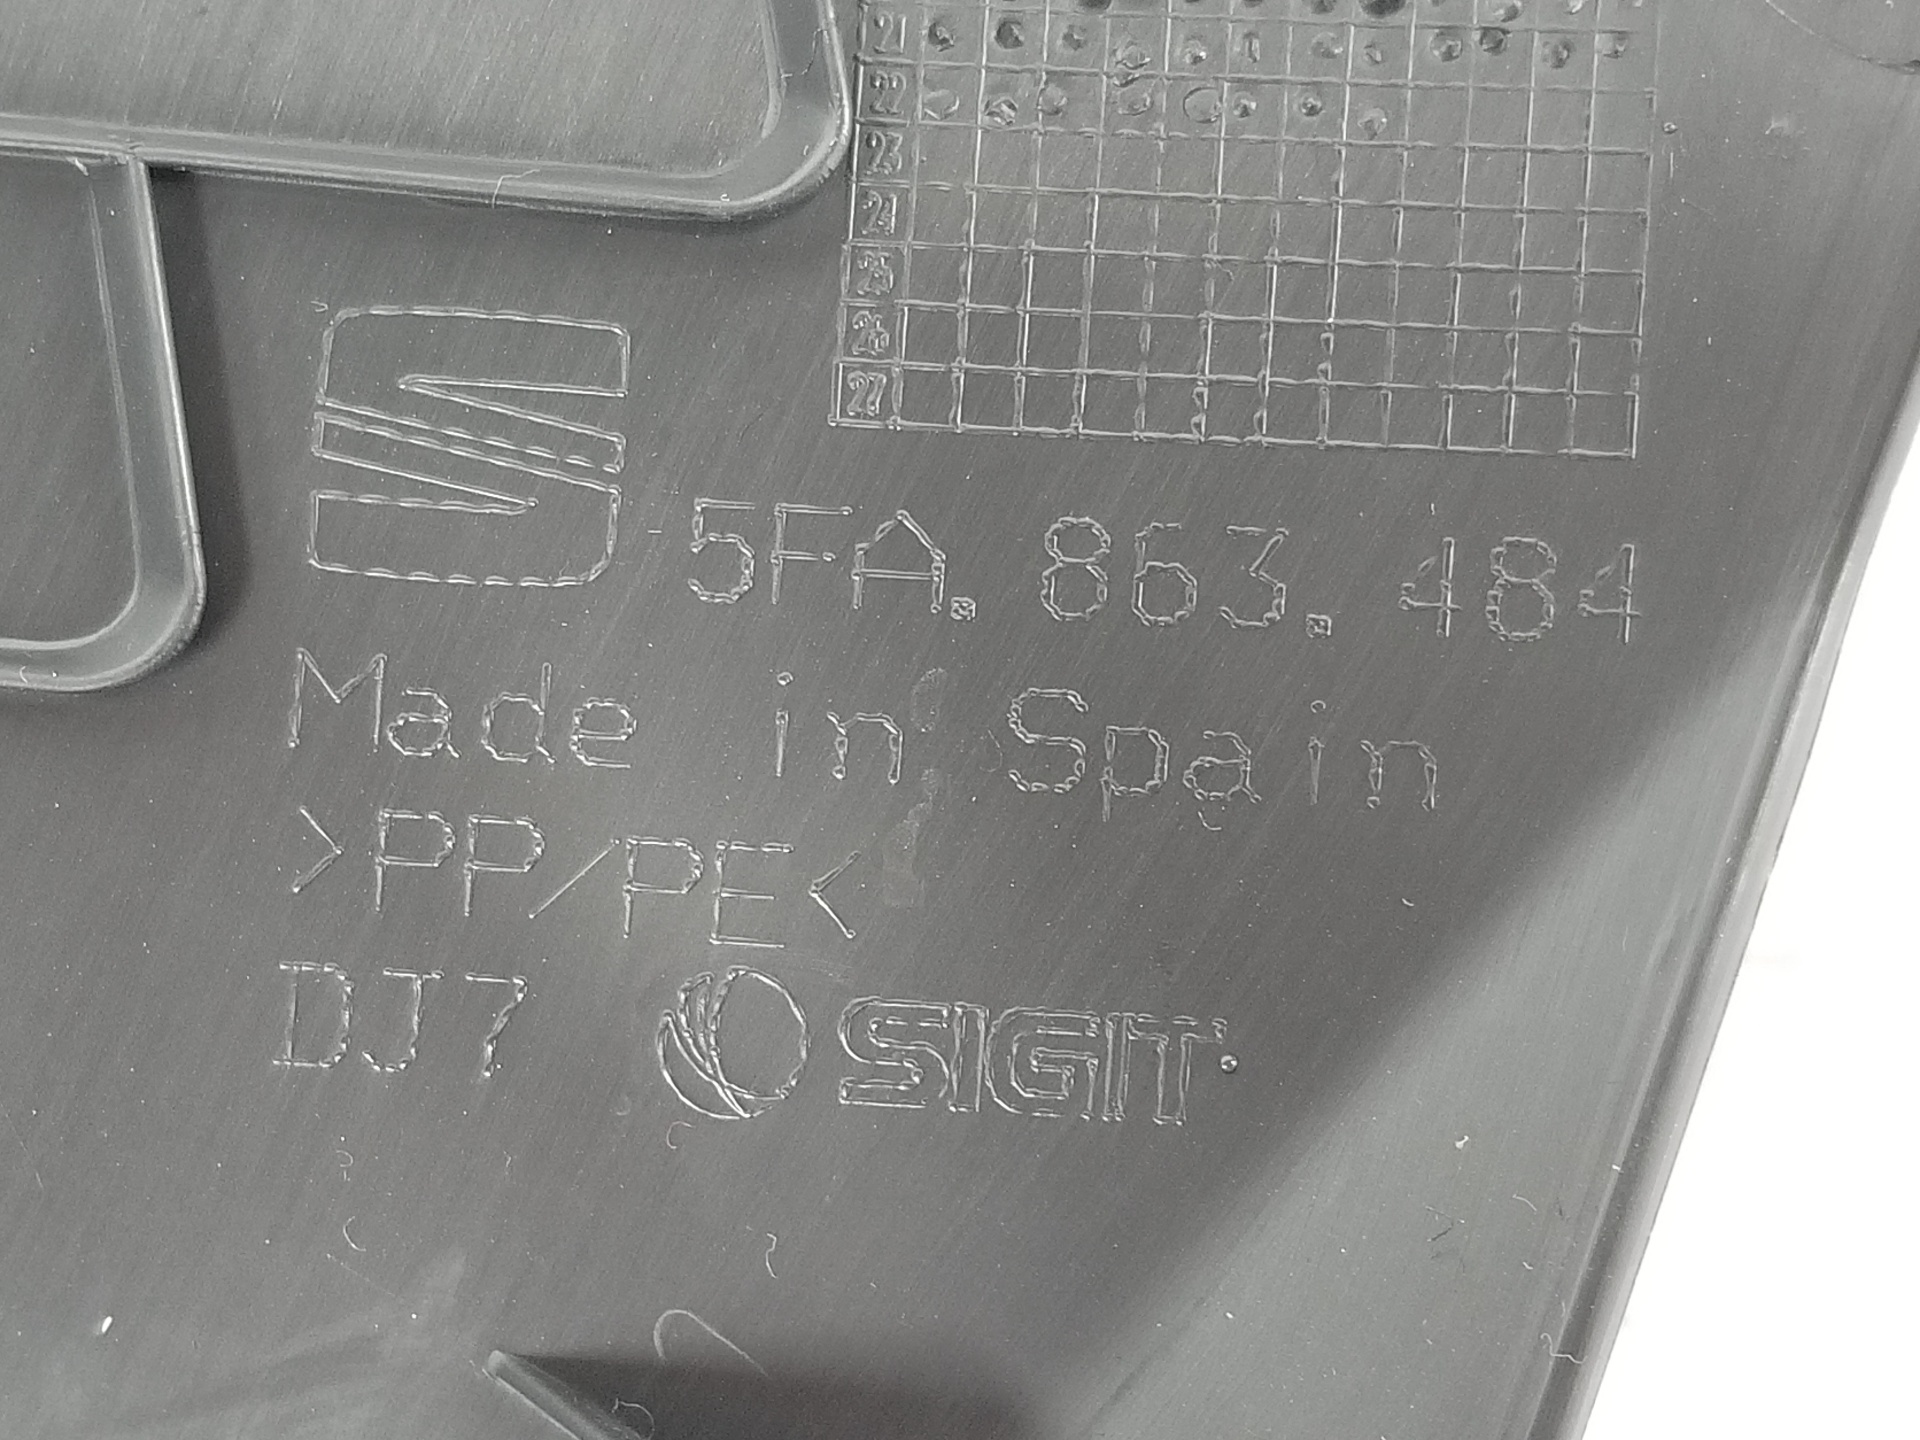 21
22
23
24
25
26
27
5FA.863.484
Made in Spain
>PP/PE<
DJ7 SIGIT